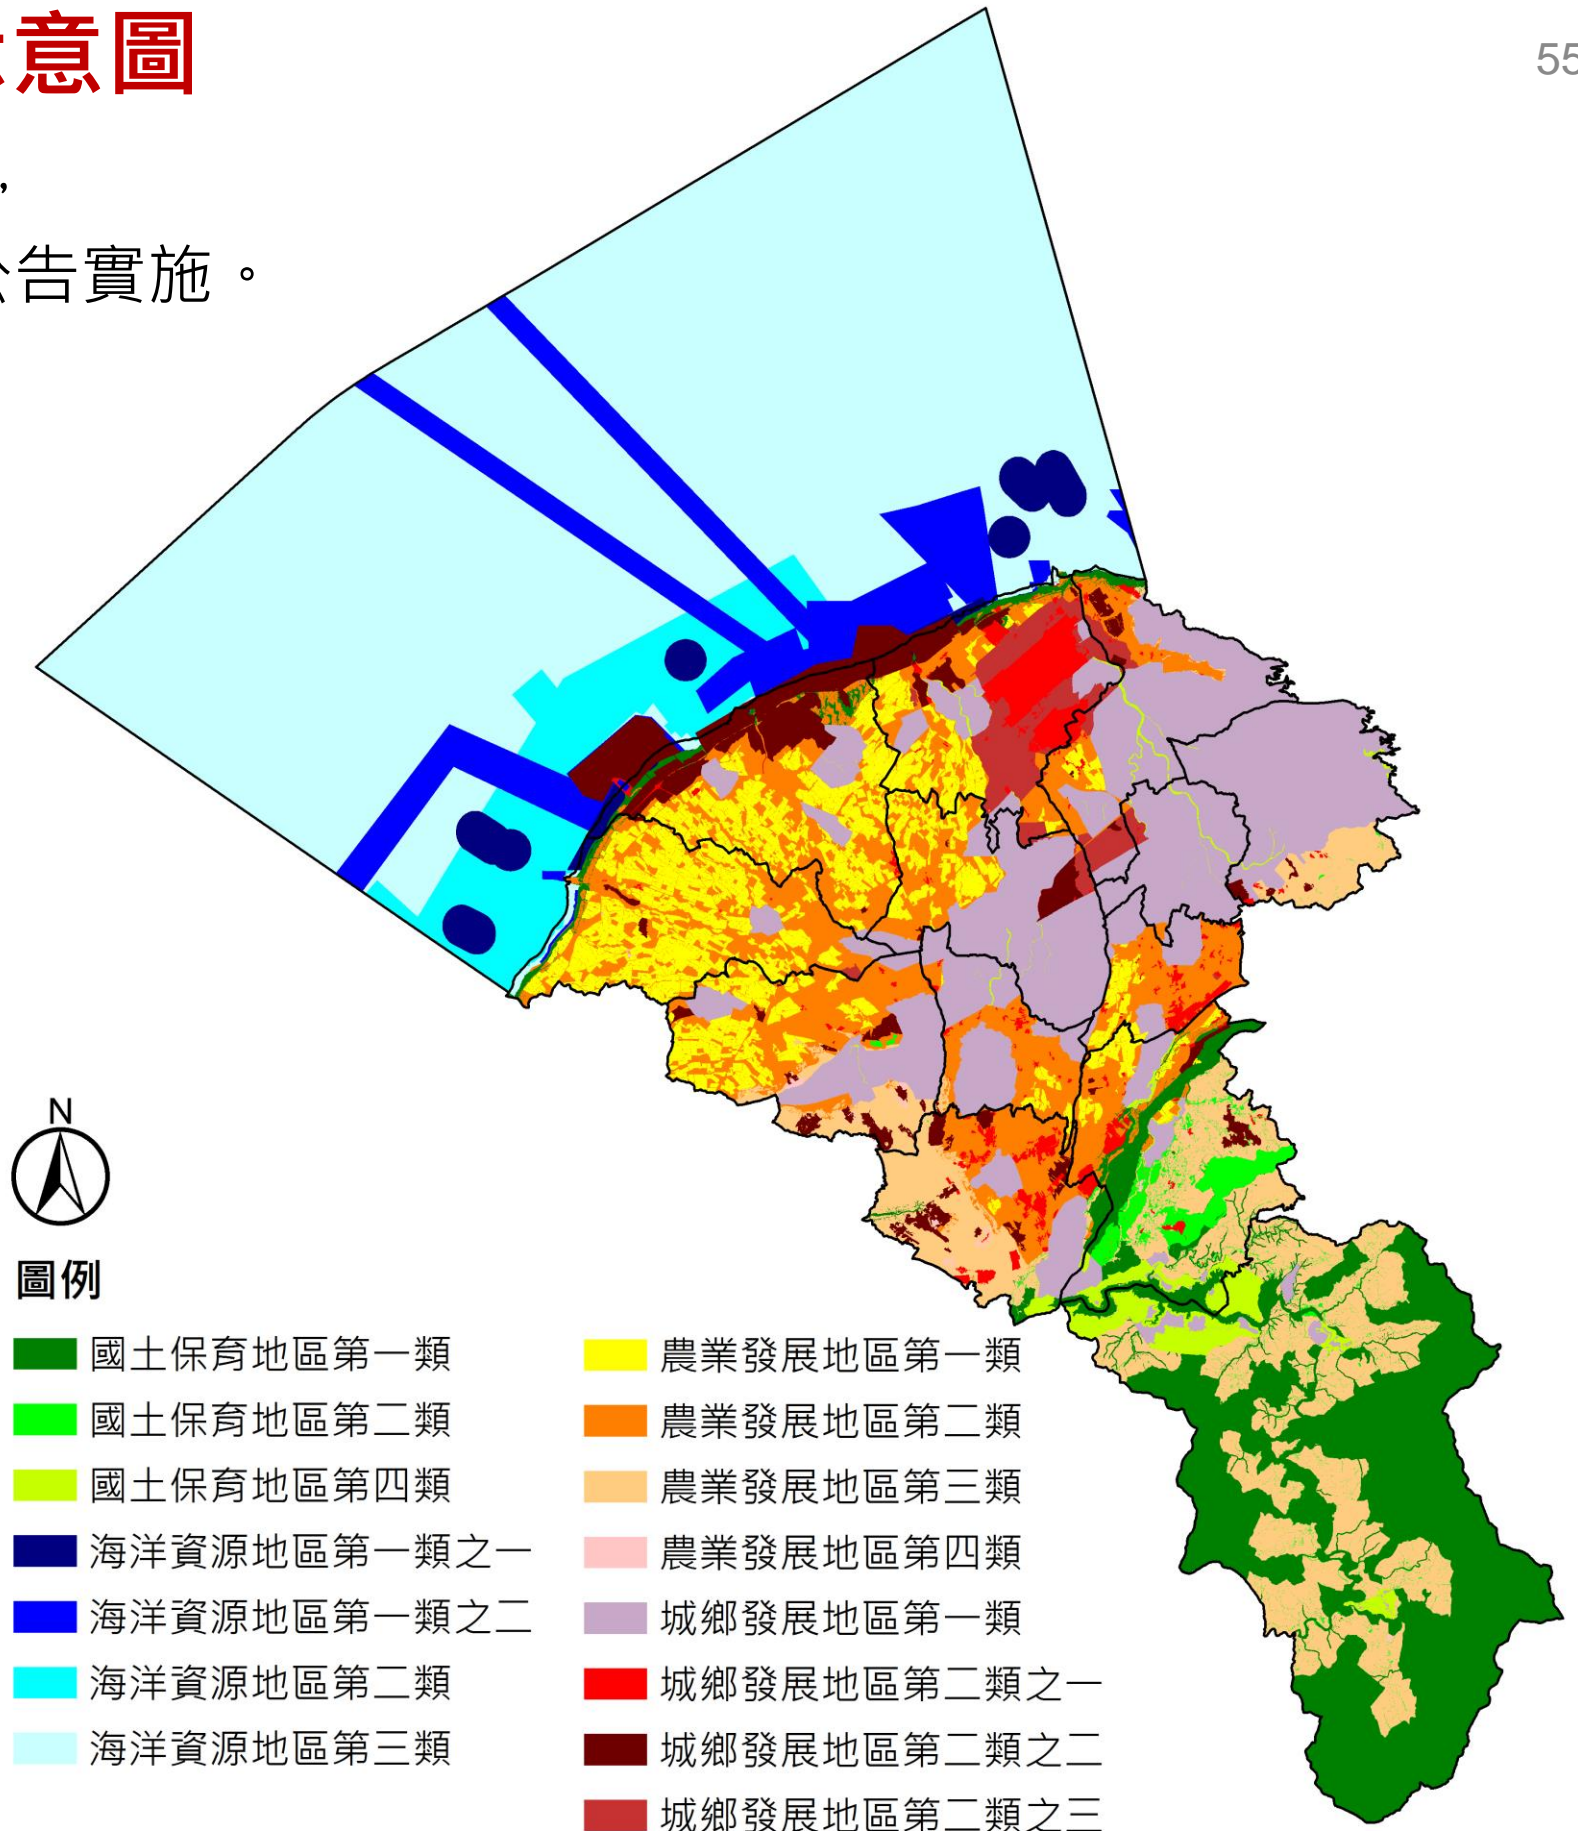 意圖
55
，
公告實施。
N
圖例
國土保育地區第一類
國土保育地區第二類
國土保育地區第四類
海洋資源地區第一類之一
海洋資源地區第一類之二
海洋資源地區第二類
海洋資源地區第三類
農業發展地區第一類
農業發展地區第二類
農業發展地區第三類
農業發展地區第四類
城鄉發展地區第一類
城鄉發展地區第二類之一
城鄉發展地區第二類之二
城鄉發展地區第二類之三